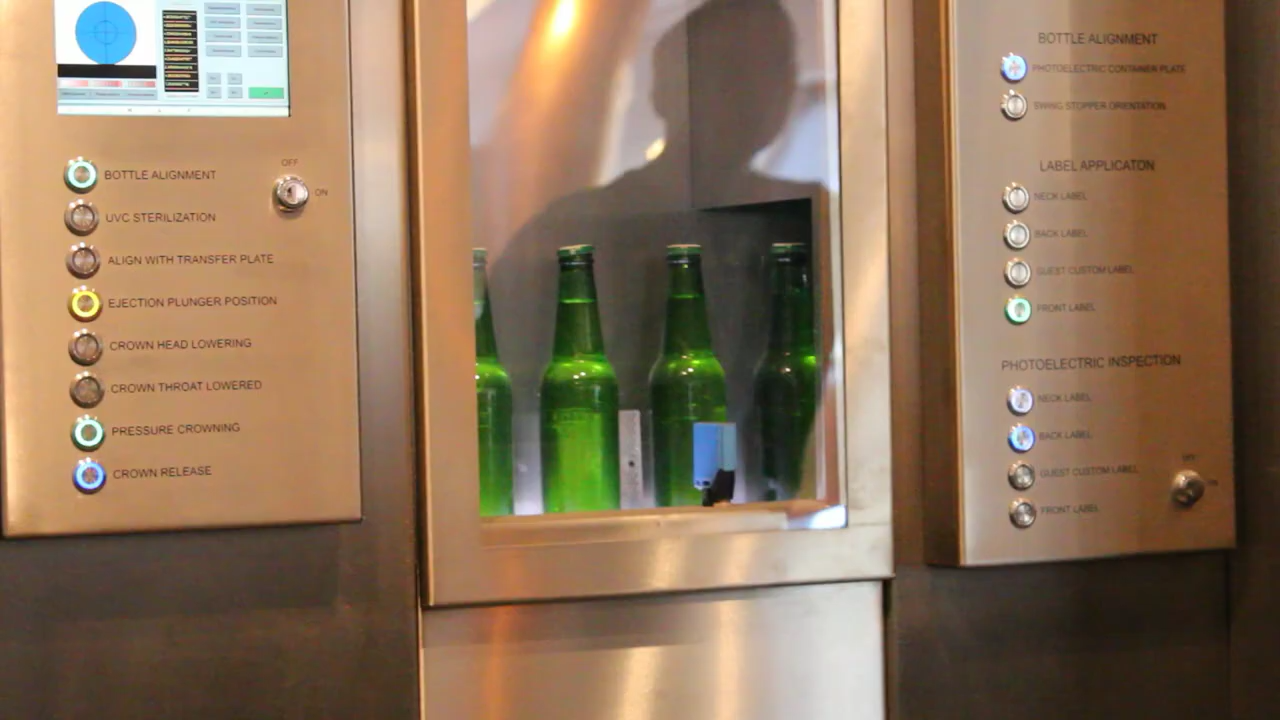 BOTTLE ALIGNMENT
UVC STERILIZATION
ALIGN WITH TRANSFER PLATE
EJECTION PLUNGER POSITION
CROWN HEAD LOWERING
CROWN THROAT LOWERED
PRESSURE CROWNING
CROWN RELEASE
OFF
ON
BOTTLE ALIGNMENT
PHOTOELECTRIC CONTAINER PLATE
SWING STOPPER ORIENTATION
LABEL APPLICATON
NECK LABEL
BACK LABEL
GUEST CUSTOM LABEL
FRONT LABEL
PHOTOELECTRIC INSPECTION
NECK LABEL
BACK LABEL
GUEST CUSTOM LABEL
FRONT LABEL
OFF
ON